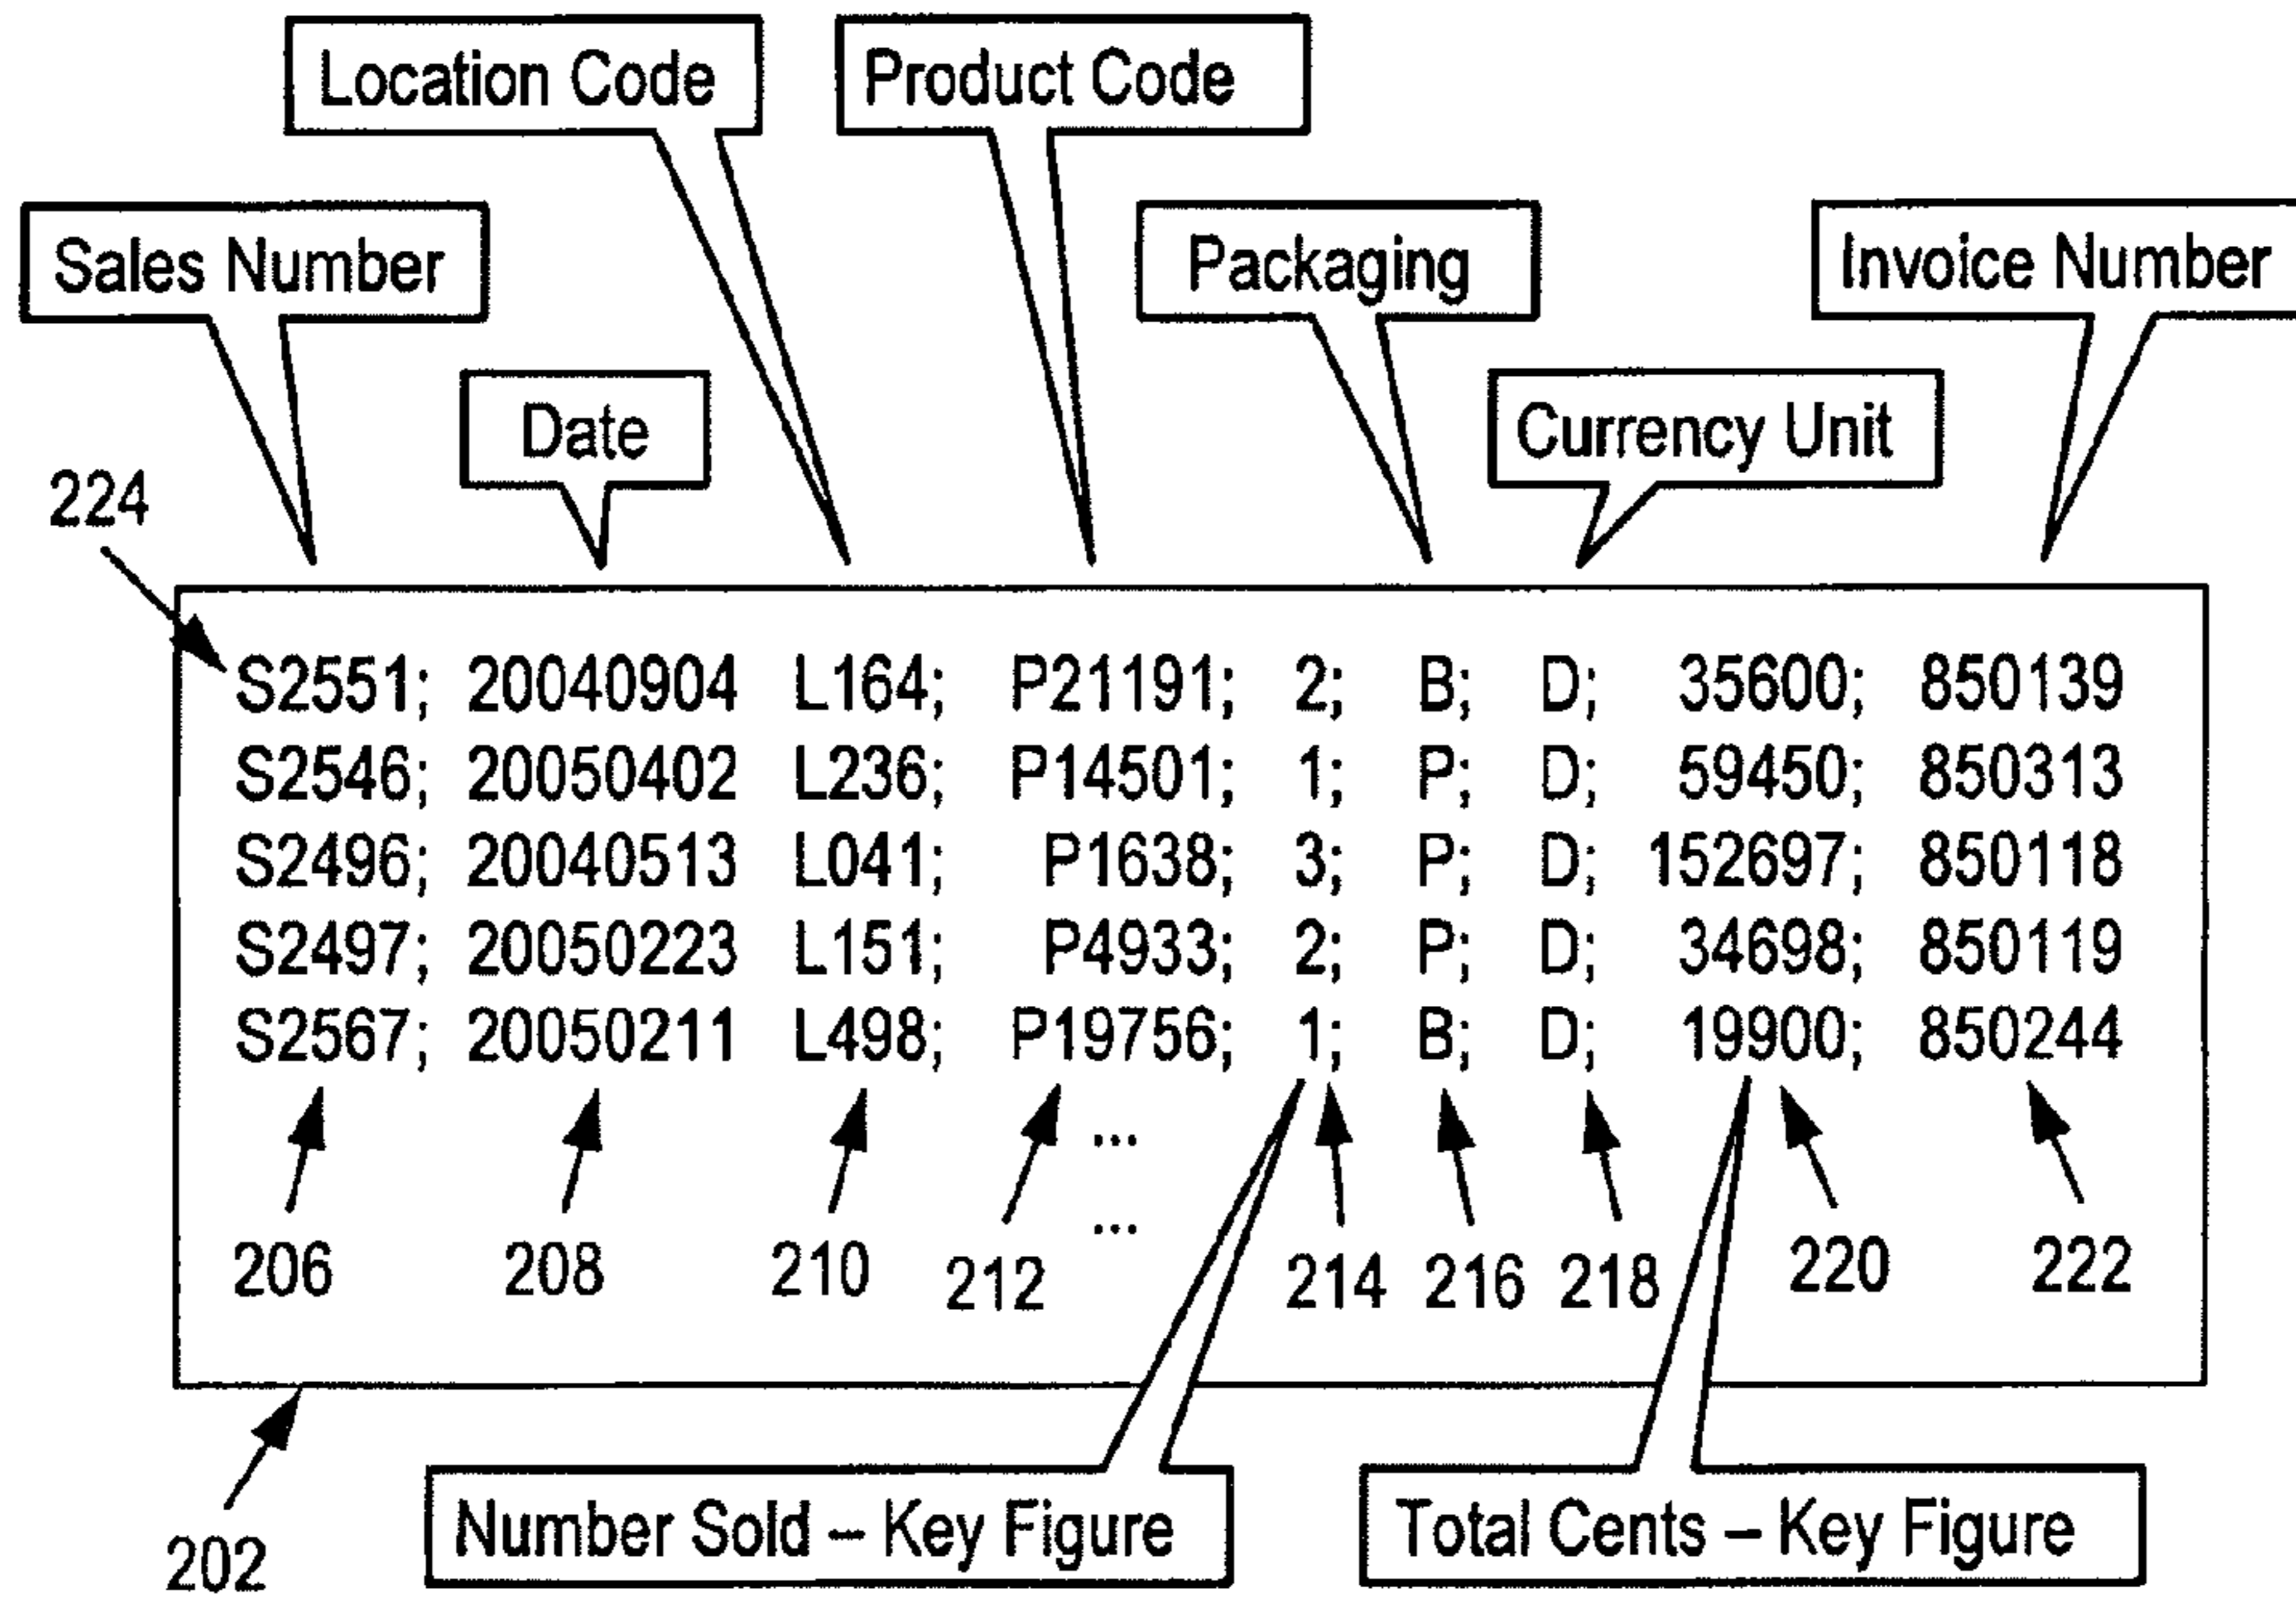 Location Code
Product Code
Sales Number
Packaging
Invoice Number
Date
Currency Unit
224
S2551; 20040904 L164; P21191; 2; B; D; 35600; 850139
S2546; 20050402 L236; P14501; 1; P; D; 59450; 850313
S2496; 20040513 L041; P1638; 3; P; D; 152697; 850118
S2497; 20050223 L151; P4933; 2; P; D; 34698; 850119
S2567; 20050211 L498; P19756; 1; B; D; 19900; 850244
...
...
206 208 210 212 214 216 218 220 222
202
Number Sold – Key Figure
Total Cents – Key Figure